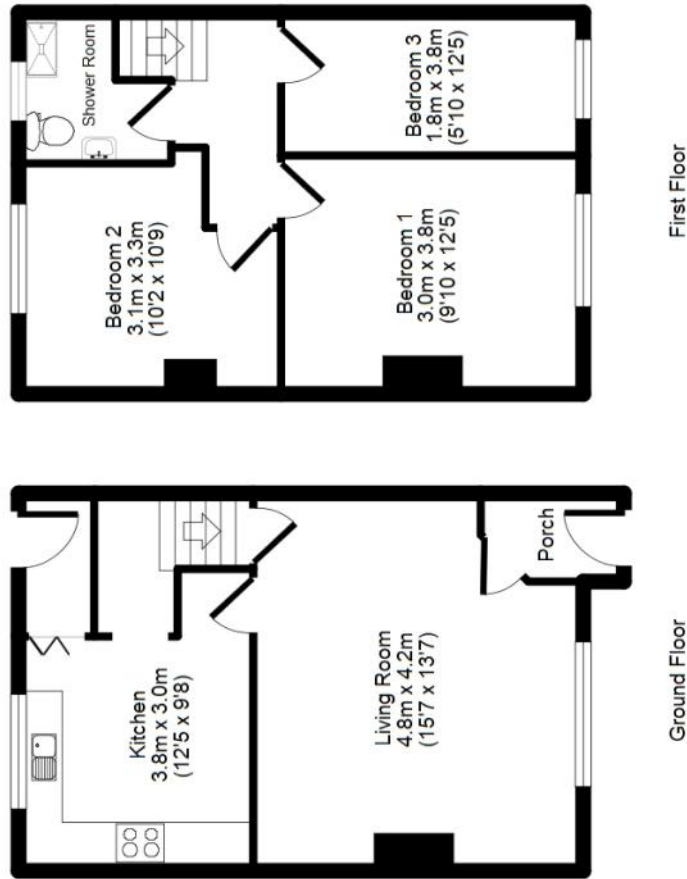 Shower Room
Bedroom 3
1.8m x 3.8m
(5'10 x 12'5)
Bedroom 2
3.1m x 3.3m
(10'2 x 10'9)
Bedroom 1
3.0m x 3.8m
(9'10 x 12'5)
First Floor
Porch
Kitchen
3.8m x 3.0m
(12'5 x 9'8)
Living Room
4.8m x 4.2m
(15'7 x 13'7)
Ground Floor